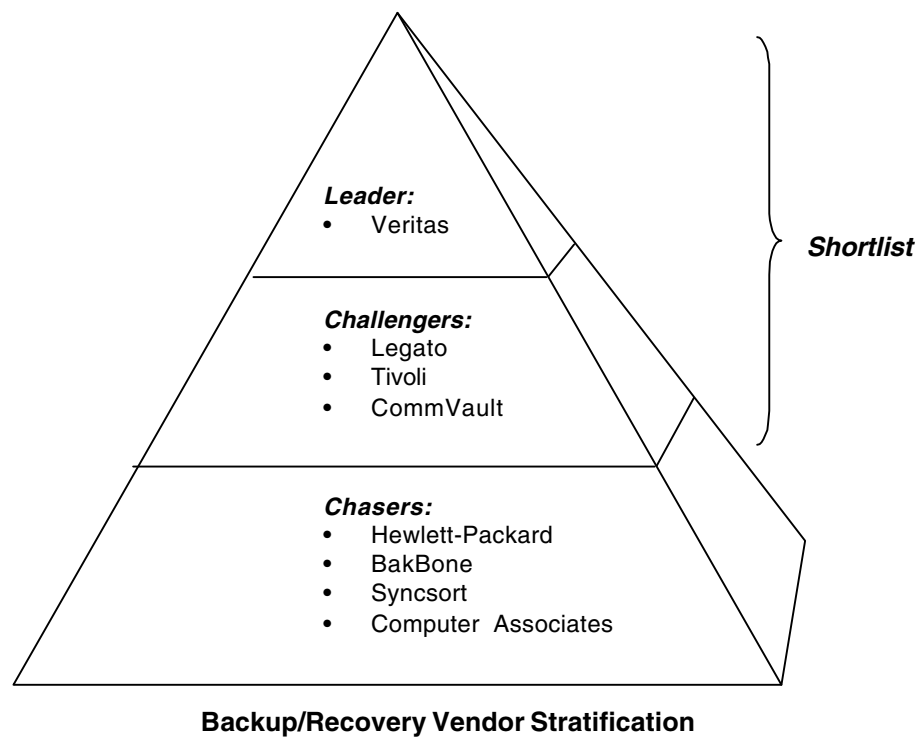 Leader:
• Veritas
Shortlist
Challengers:
• Legato
• Tivoli
• CommVault
Chasers:
• Hewlett-Packard
• BakBone
• Syncsort
• Computer Associates
Backup/Recovery Vendor Stratification